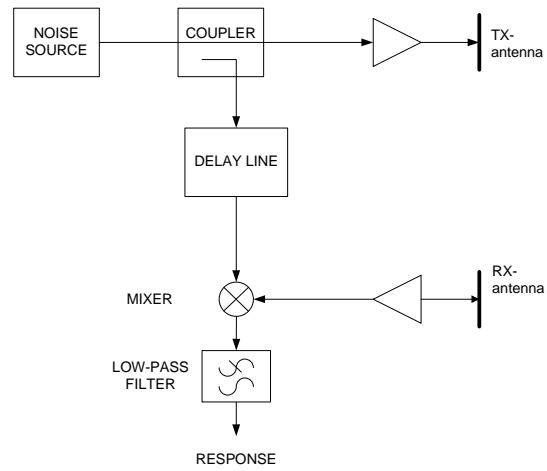 NOISE
SOURCE
COUPLER
TX-
antenna
DELAY LINE
MIXER
RX-
antenna
LOW-PASS
FILTER
RESPONSE